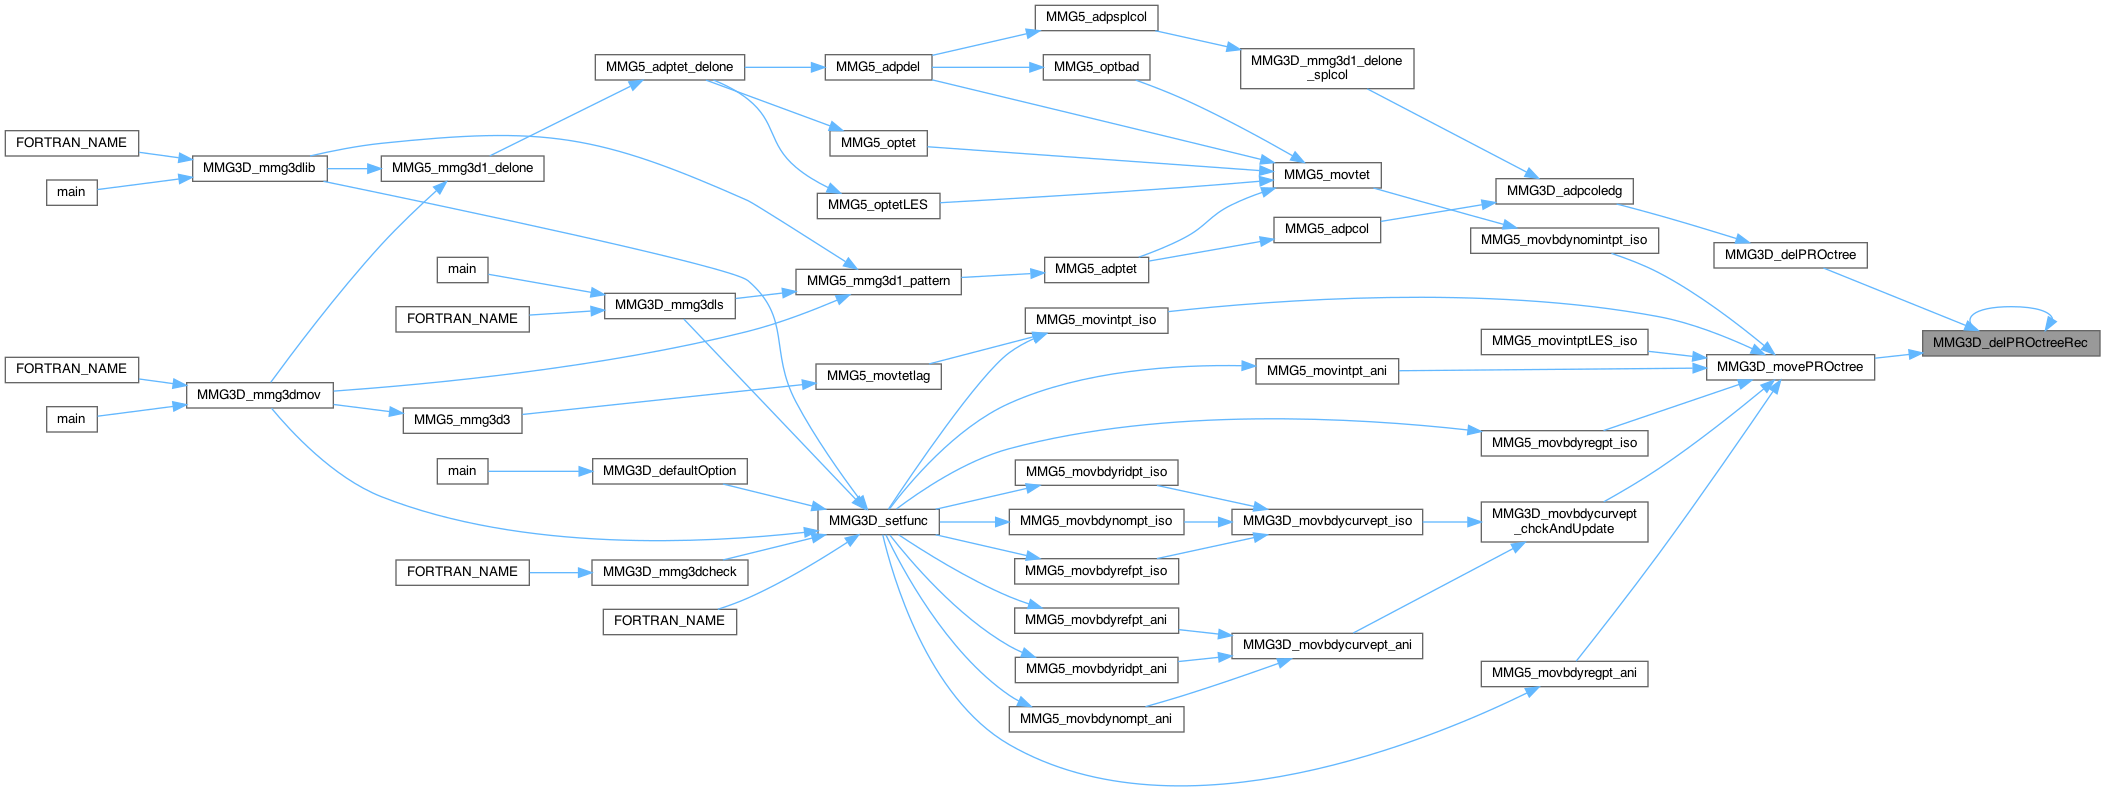 MMG5_adpsplcol
MMG3D_mmg3d1_delone
_splcol
MMG5_adptet_delone
MMG5_adpdel
MMG5_optbad
FORTRAN_NAME
MMG5_optet
MMG3D_mmg3dlib
MMG5_mmg3d1_delone
MMG5_movtet
main
MMG3D_adpcoledg
MMG5_optetLES
MMG5_adpcol
MMG5_movbdynomintpt_iso
MMG3D_delPROctree
main
MMG5_adptet
MMG5_mmg3d1_pattern
MMG3D_mmg3dls
FORTRAN_NAME
MMG5_movintpt_iso
MMG5_movintptLES_iso
MMG3D_delPROctreeRec
FORTRAN_NAME
MMG5_movtetlag
MMG5_movintpt_ani
MMG3D_movePROctree
MMG3D_mmg3dmov
main
MMG5_mmg3d3
MMG5_movbdyregpt_iso
main
MMG3D_defaultOption
MMG5_movbdyridpt_iso
MMG3D_setfunc
MMG5_movbdynompt_iso
MMG3D_movbdycurvept_iso
MMG3D_movbdycurvept
_chckAndUpdate
FORTRAN_NAME
MMG3D_mmg3dcheck
MMG5_movbdyrefpt_iso
FORTRAN_NAME
MMG5_movbdyrefpt_ani
MMG3D_movbdycurvept_ani
MMG5_movbdyridpt_ani
MMG5_movbdyregpt_ani
MMG5_movbdynompt_ani